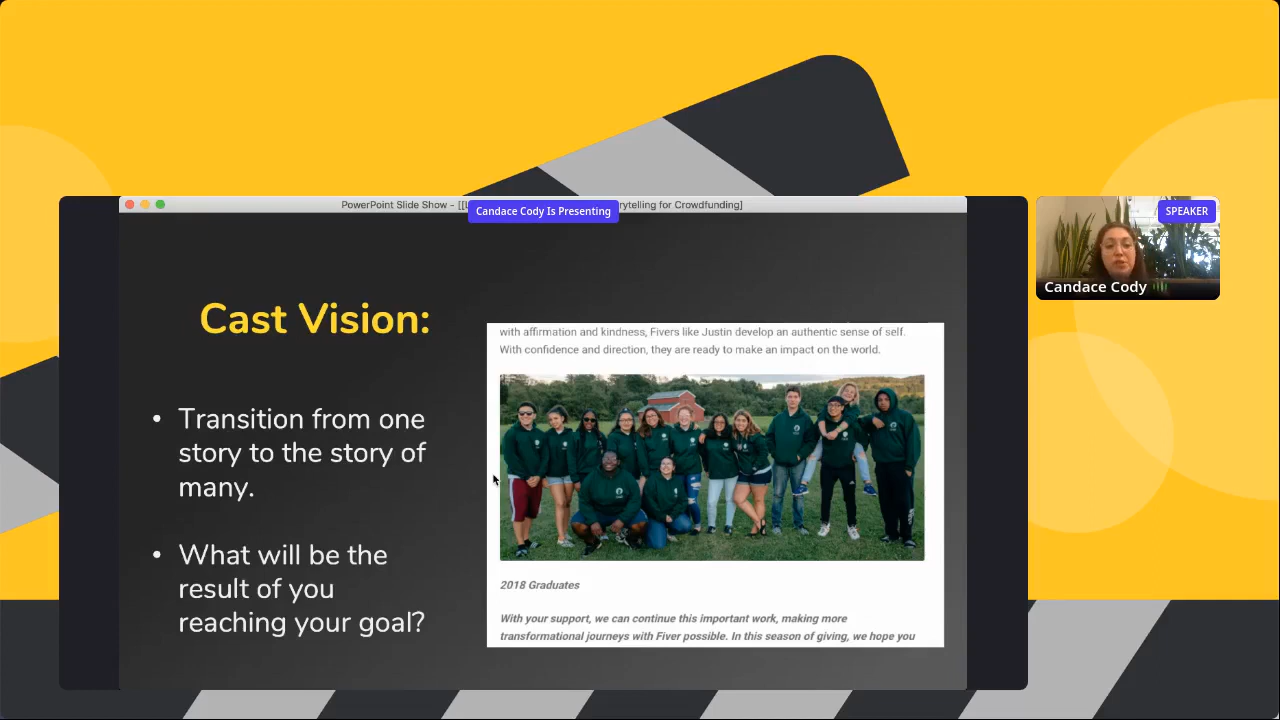 PowerPoint Slide Show - [[L rytelling for Crowdfunding]
Candace Cody Is Presenting
SPEAKER
Candace Cody
Cast Vision:
• Transition from one
story to the story of
many.
• What will be the
result of you
reaching your goal?
with affirmation and kindness, Fivers like Justin develop an authentic sense of self.
With confidence and direction, they are ready to make an impact on the world.
2018 Graduates
With your support, we can continue this important work, making more
transformational journeys with Fiver possible. In this season of giving, we hope you